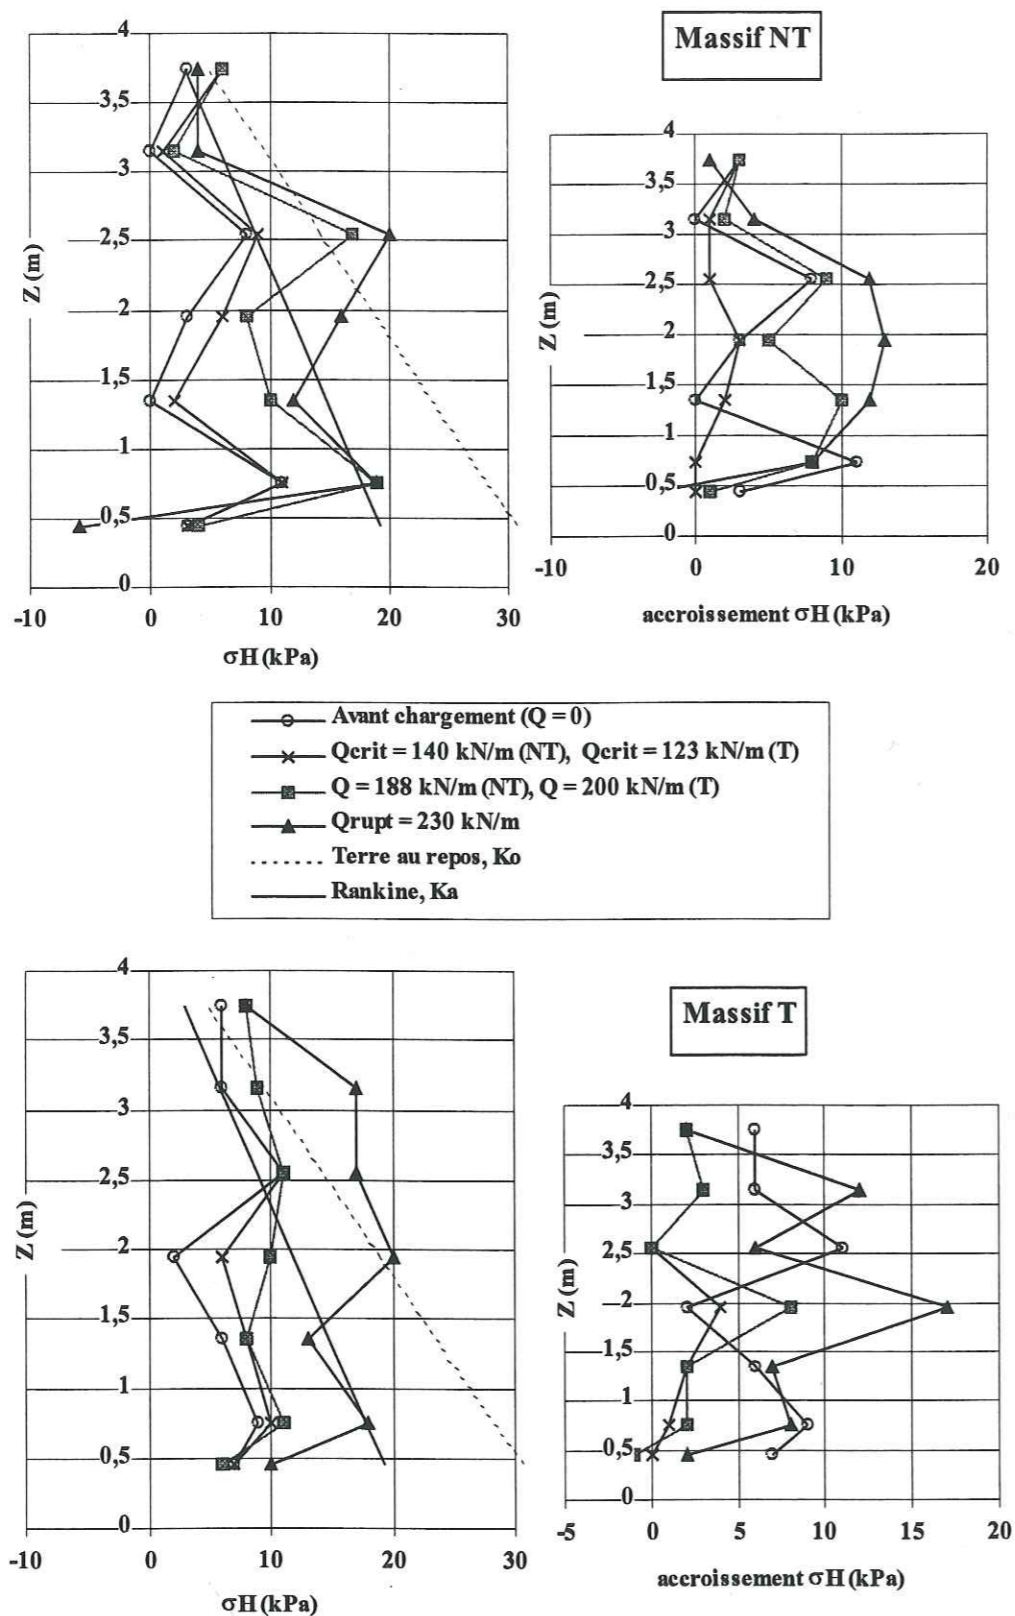 Massif NT
4
3,5
3
2,5
2
1,5
1
0,5
0
Z (m)
-10 0 10 20 30
σH (kPa)
4
3,5
3
2,5
2
1,5
1
0,5
0
Z (m)
-10 0 10 20
accroissement σH (kPa)
Avant chargement (Q = 0)
Qcrit = 140 kN/m (NT), Qcrit = 123 kN/m (T)
Q = 188 kN/m (NT), Q = 200 kN/m (T)
Qrupt = 230 kN/m
Terre au repos, Ko
Rankine, Ka
Massif T
4
3,5
3
2,5
2
1,5
1
0,5
0
Z (m)
-10 0 10 20 30
σH (kPa)
4
3,5
3
2,5
2
1,5
1
0,5
0
Z (m)
-5 0 5 10 15 20
accroissement σH (kPa)